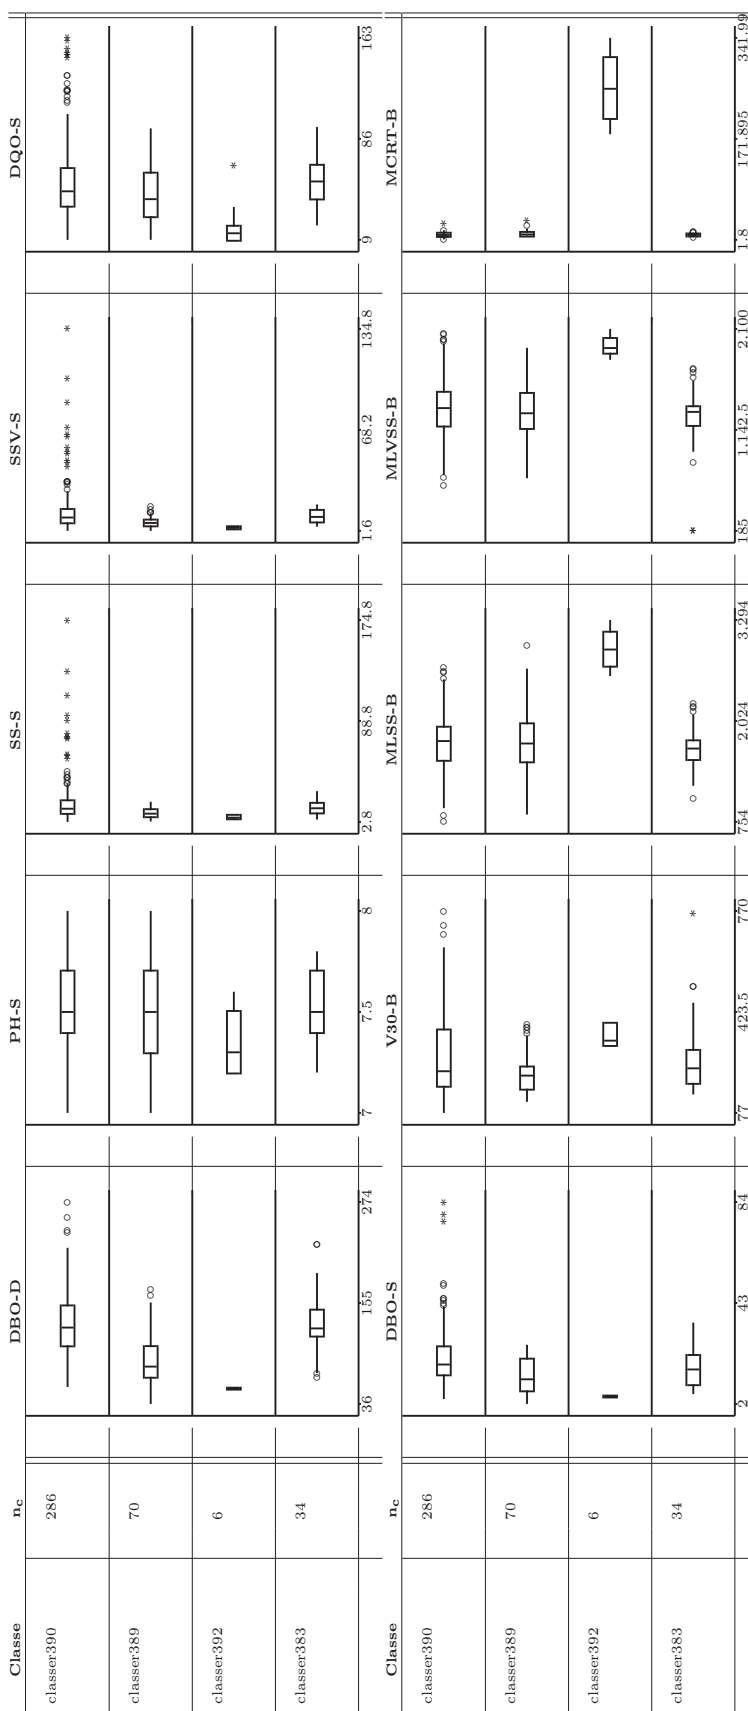 Classe n_c DBO-D PH-S SS-S SSV-S DQO-S
classer390 286
classer389 70
classer392 6
classer383 34
36 155 274 7 7.5 8 2.8 88.8 174.8 1.6 68.2 134.8 9 86 163
Classe n_c DBO-S V30-B MLSS-B MLVSS-B MCRT-B
classer390 286
classer389 70
classer392 6
classer383 34
2 43 84 77 423.5 770 754 2.024 3.294 185 1.142.5 2.100 1.8 171.895 341.99